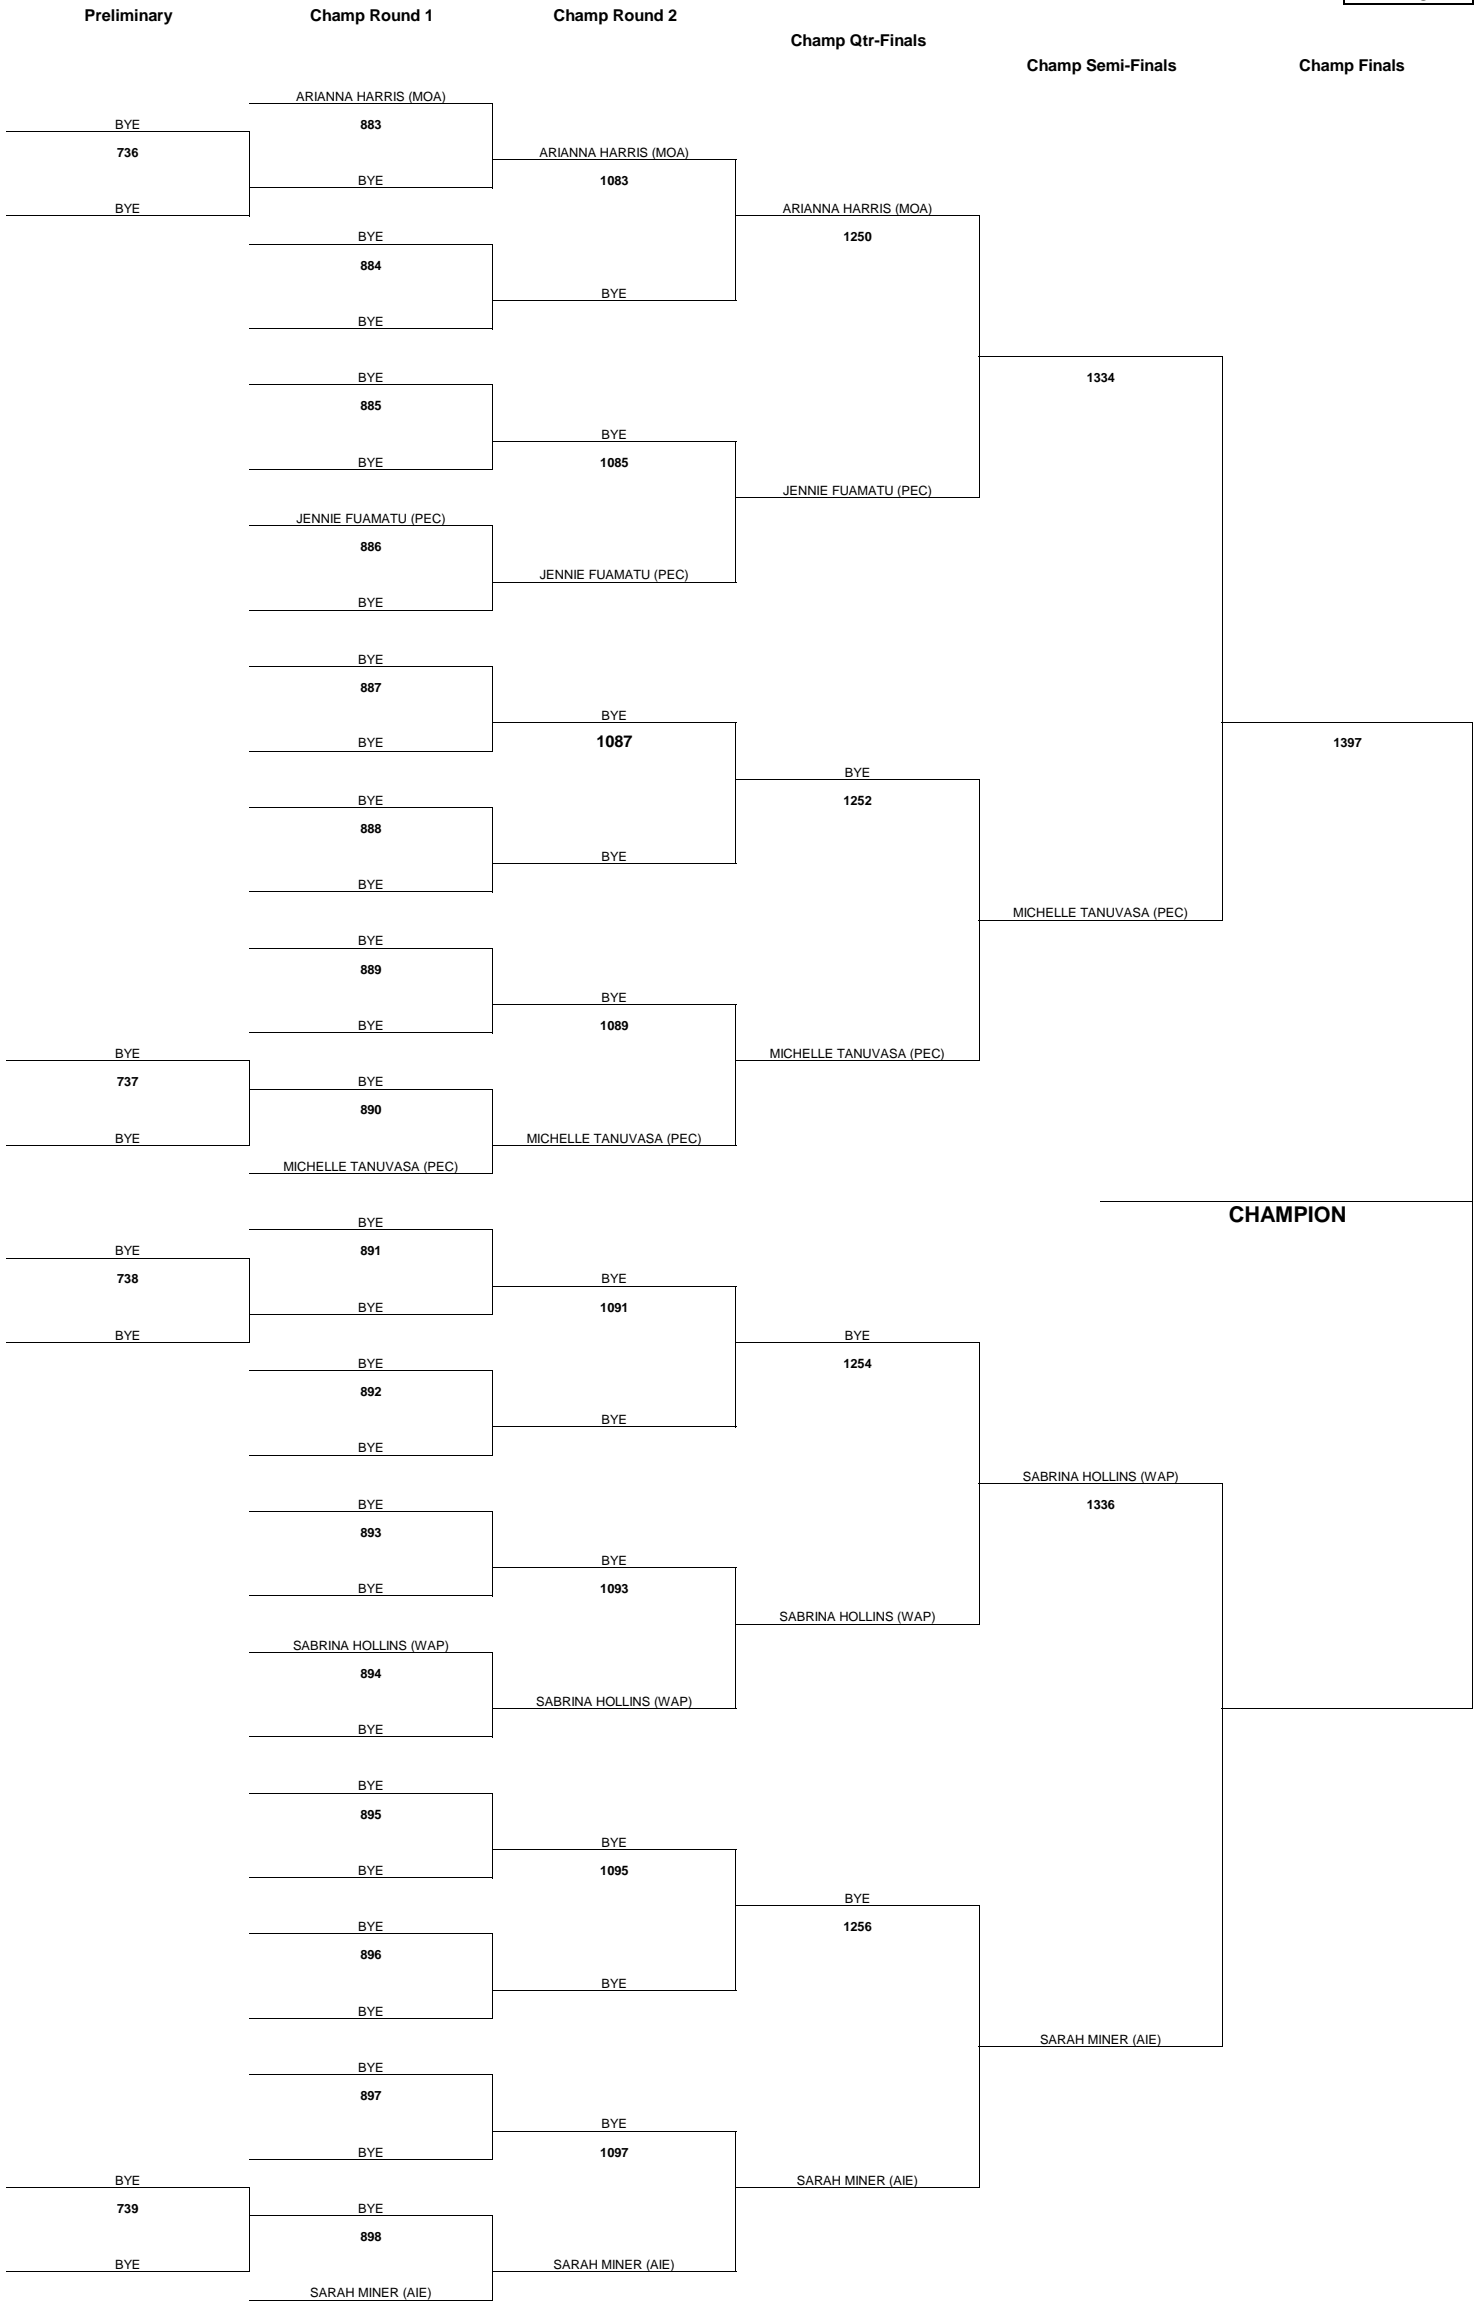 Preliminary Champ Round 1 Champ Round 2
Champ Qtr-Finals
Champ Semi-Finals Champ Finals
ARIANNA HARRIS (MOA)
BYE 883
736 ARIANNA HARRIS (MOA)
BYE 1083
BYE ARIANNA HARRIS (MOA)
BYE 1250
884
BYE
BYE
BYE 1334
885
BYE
BYE 1085
JENNIE FUAMATU (PEC)
JENNIE FUAMATU (PEC)
886
JENNIE FUAMATU (PEC)
BYE
BYE
887
BYE
BYE 1087 1397
BYE
BYE 1252
888
BYE
BYE
MICHELLE TANUVASA (PEC)
BYE
889
BYE
BYE 1089
BYE MICHELLE TANUVASA (PEC)
737 BYE
890
BYE MICHELLE TANUVASA (PEC)
MICHELLE TANUVASA (PEC)
CHAMPION
BYE
BYE 891
738 BYE
BYE 1091
BYE BYE
BYE 1254
892
BYE
BYE
SABRINA HOLLINS (WAP)
BYE 1336
893
BYE
BYE 1093
SABRINA HOLLINS (WAP)
SABRINA HOLLINS (WAP)
894
SABRINA HOLLINS (WAP)
BYE
BYE
895
BYE
BYE 1095
BYE
BYE 1256
896
BYE
BYE
SARAH MINER (AIE)
BYE
897
BYE
BYE 1097
BYE SARAH MINER (AIE)
739 BYE
898
BYE SARAH MINER (AIE)
SARAH MINER (AIE)